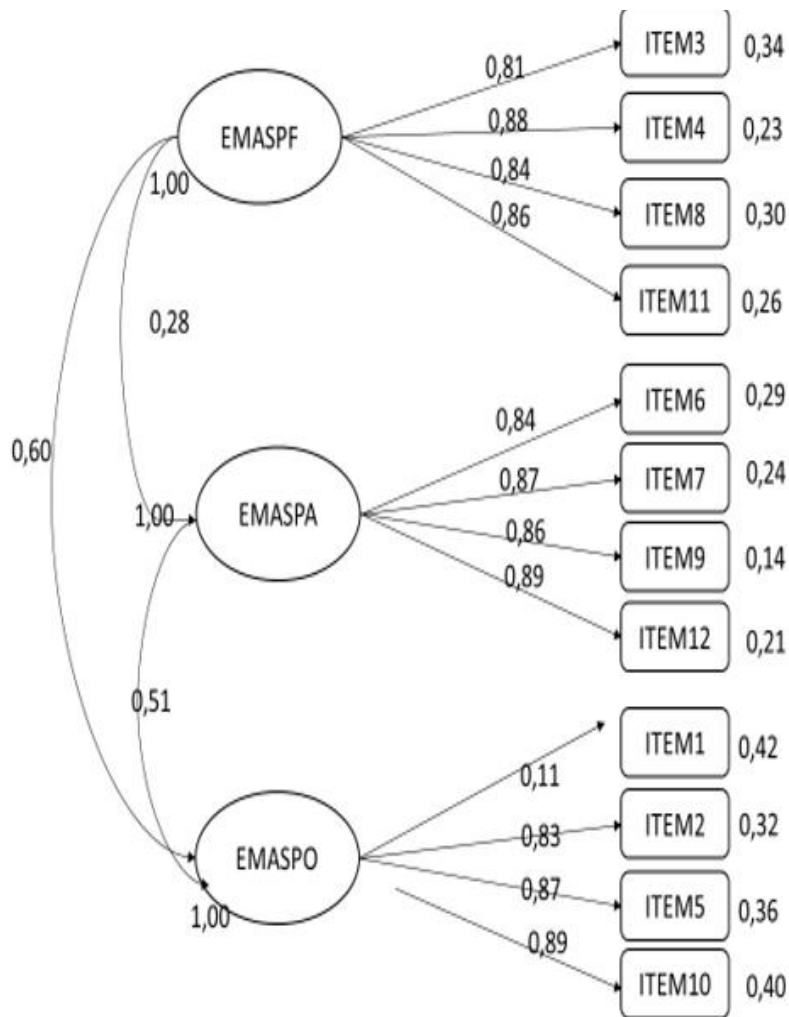 0,81
ITEM3 0,34
EMASPF
0,88
ITEM4 0,23
1,00
0,84
ITEM8 0,30
0,86
ITEM11 0,26
0,28
0,60
0,84
ITEM6 0,29
0,87
ITEM7 0,24
1,00
EMASPA
0,86
ITEM9 0,14
0,89
ITEM12 0,21
0,51
ITEM1 0,42
0,11
0,83
ITEM2 0,32
EMASPO
0,87
ITEM5 0,36
1,00
0,89
ITEM10 0,40